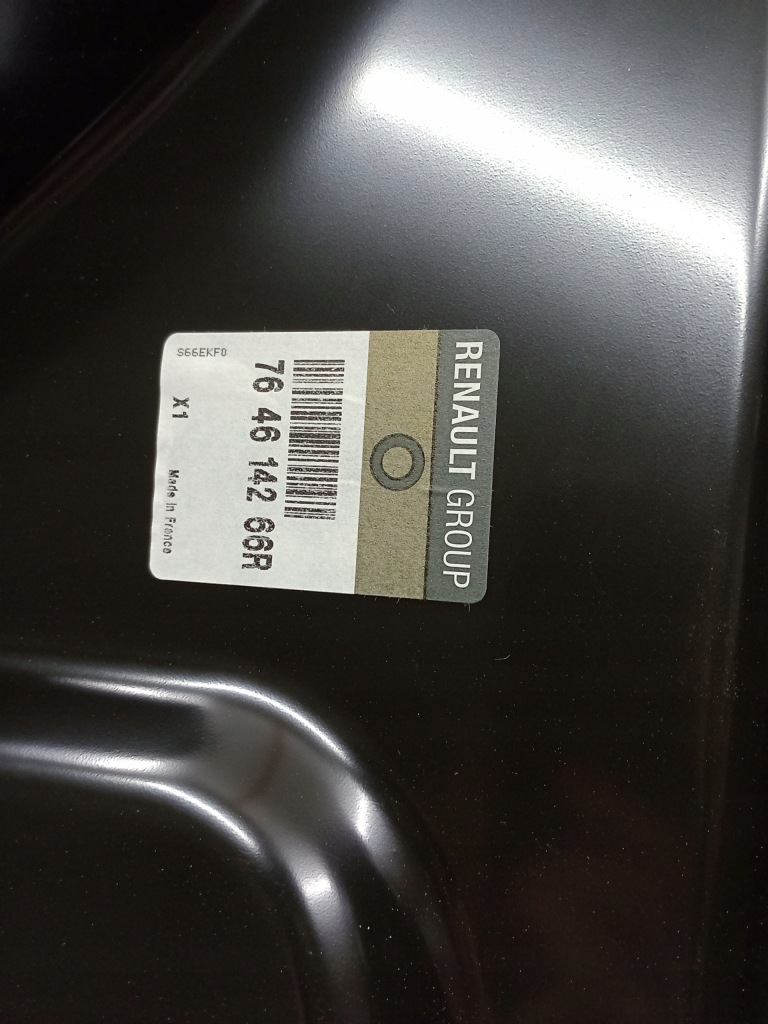 RENAULT GROUP
76 46 142 66R
S66EKF0
X1
Made in France